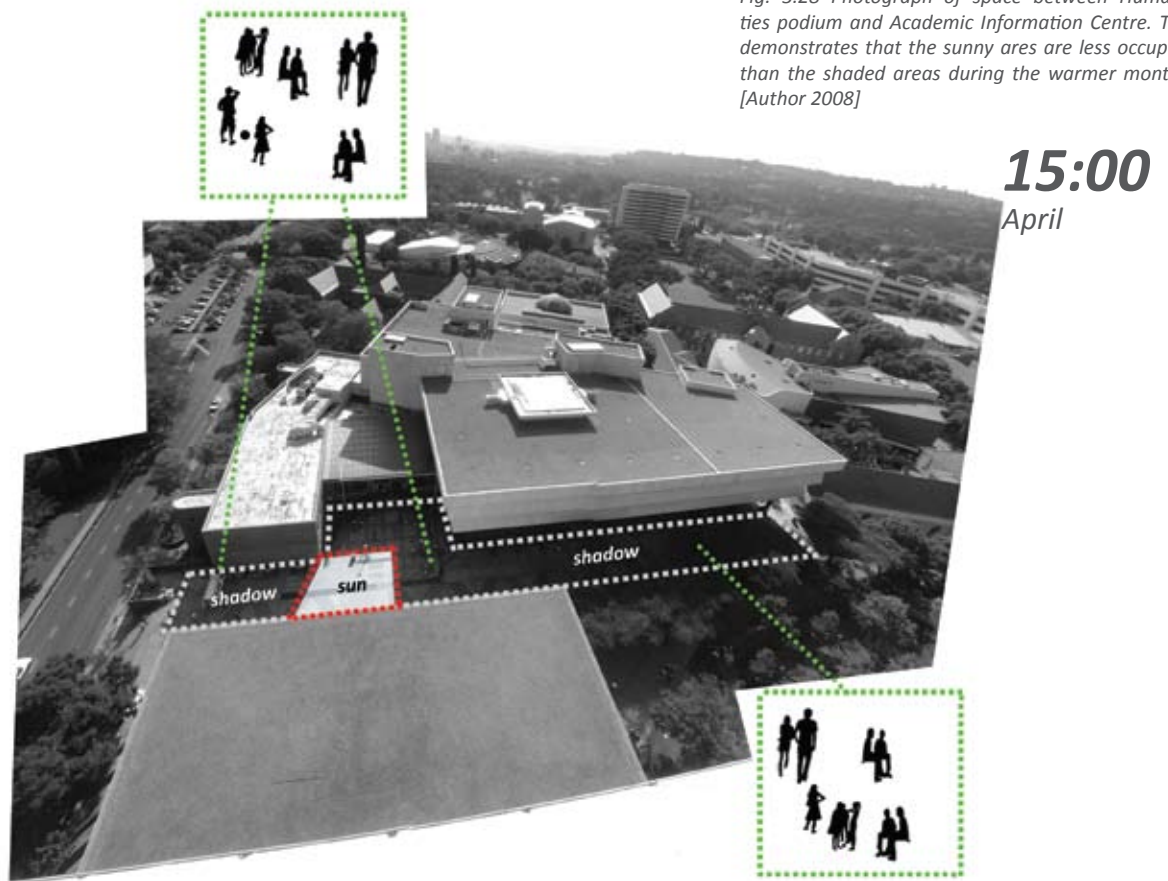 Fig. 3.28 Photograph of space between Huma
ties podium and Academic Information Centre. T
demonstrates that the sunny ares are less occup
than the shaded areas during the warmer mont
[Author 2008]
15:00
April
shadow
shadow
sun